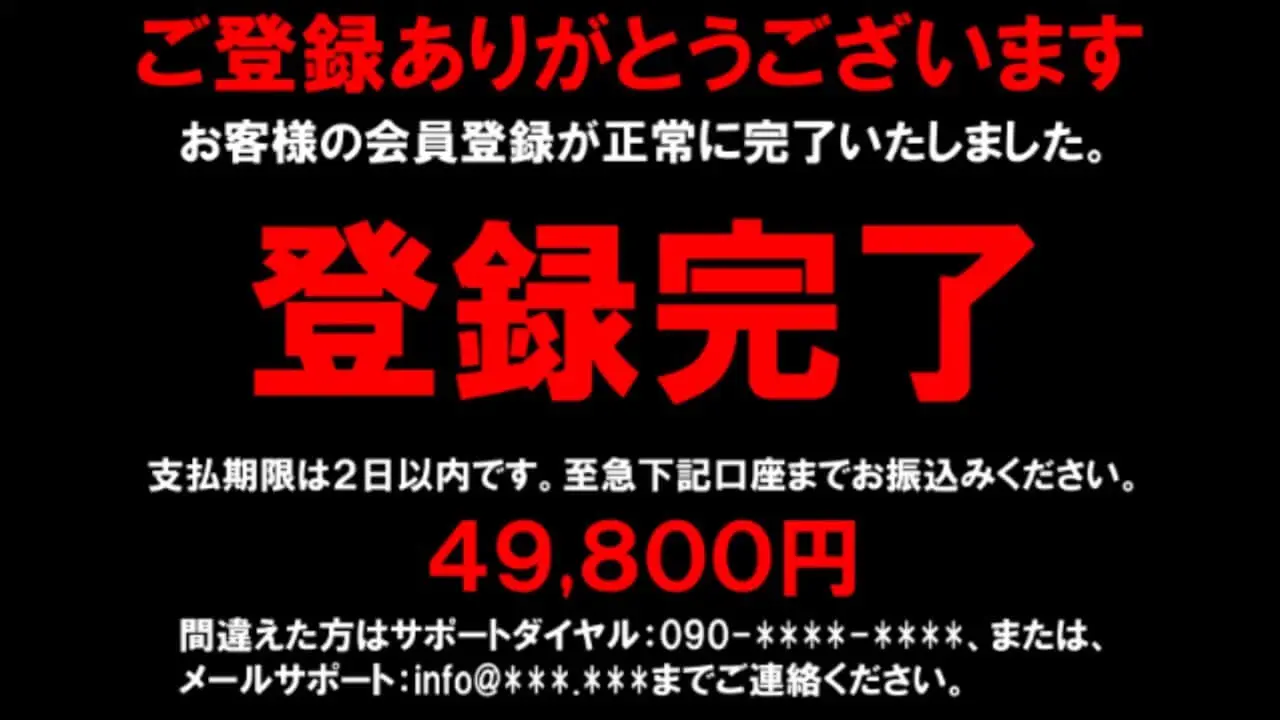 ご登録ありがとうございます
お客様の会員登録が正常に完了いたしました。
登録完了
支払期限は2日以内です。至急下記口座までお振込みください。
49,800円
間違えた方はサポートダイヤル：090-****-****、または、
メールサポート：info@***.***までご連絡ください。